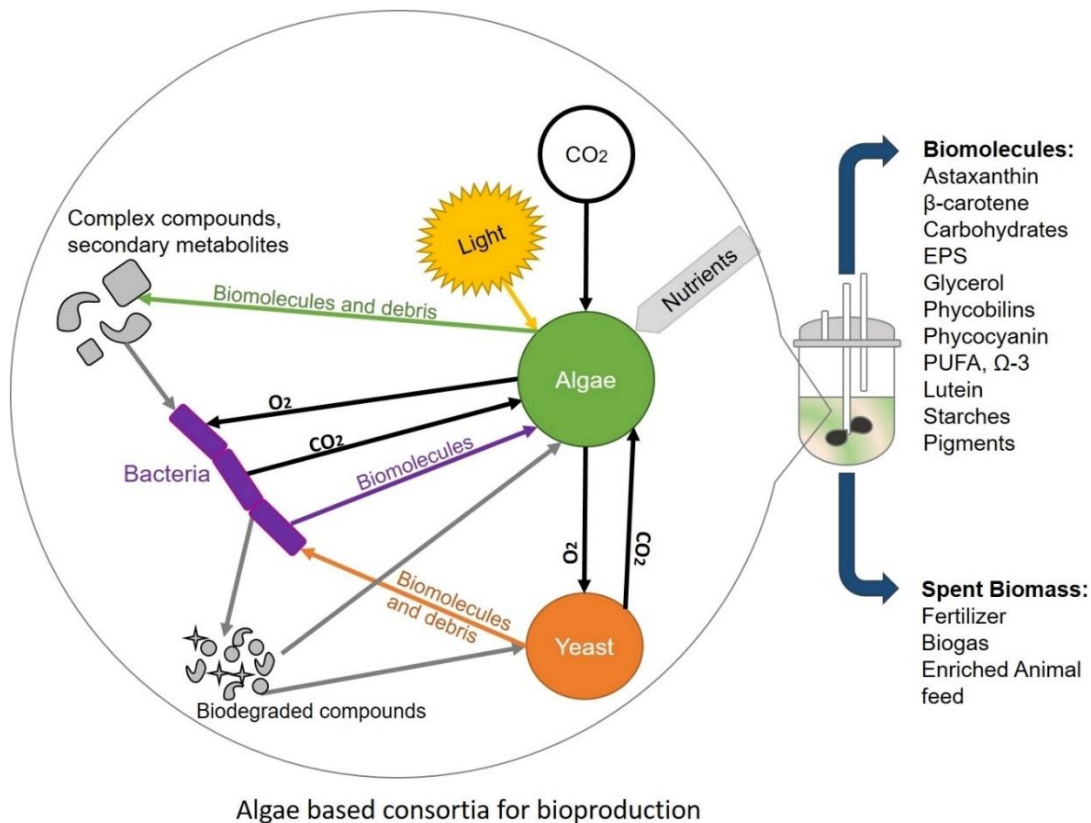 CO2
Light
Complex compounds,
secondary metabolites
Nutrients
Biomolecules and debris
Algae
O2
CO2
Biomolecules
Bacteria
O2
CO2
Biomolecules
and debris
Yeast
Biodegraded compounds
Biomolecules:
Astaxanthin
β-carotene
Carbohydrates
EPS
Glycerol
Phycobilins
Phycocyanin
PUFA, Ω-3
Lutein
Starches
Pigments
Spent Biomass:
Fertilizer
Biogas
Enriched Animal
feed
Algae based consortia for bioproduction